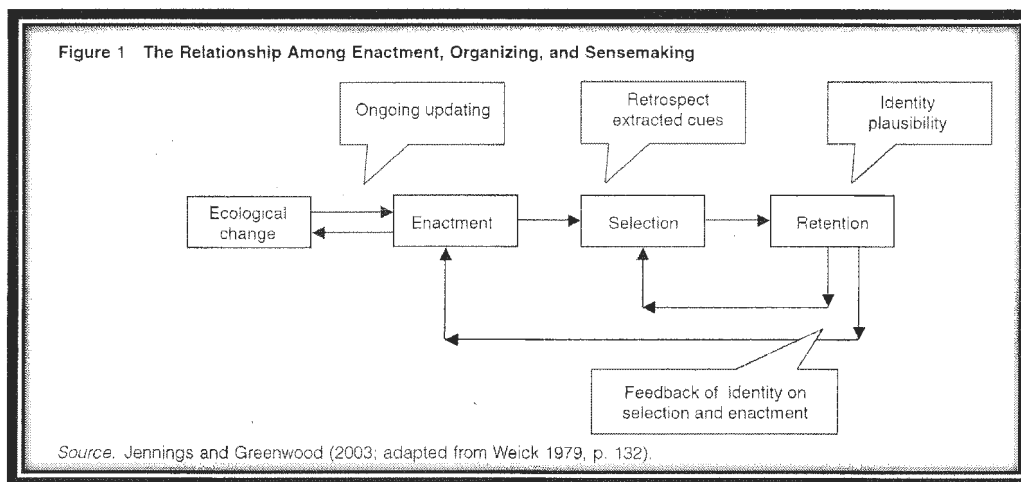 Figure 1 The Relationship Among Enactment, Organizing, and Sensemaking
Ongoing updating
Retrospect
extracted cues
Identity
plausibility
Ecological
change
Enactment
Selection
Retention
Feedback of identity on
selection and enactment
Source. Jennings and Greenwood (2003; adapted from Weick 1979, p. 132).